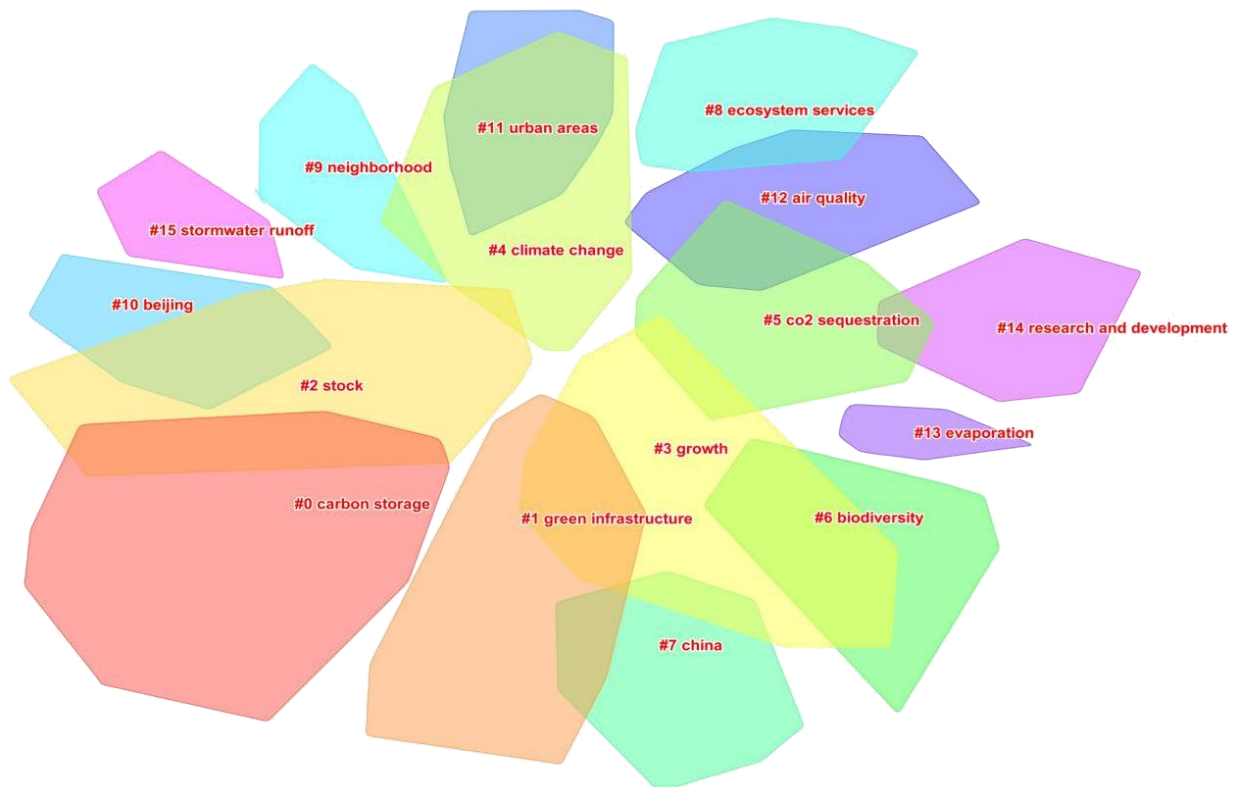 #8 ecosystem services
#11 urban areas
#9 neighborhood
#12 air quality
#15 stormwater runoff
#4 climate change
#10 beijing
#5 co2 sequestration
#14 research and development
#2 stock
#13 evaporation
#3 growth
#0 carbon storage
#1 green infrastructure
#6 biodiversity
#7 china